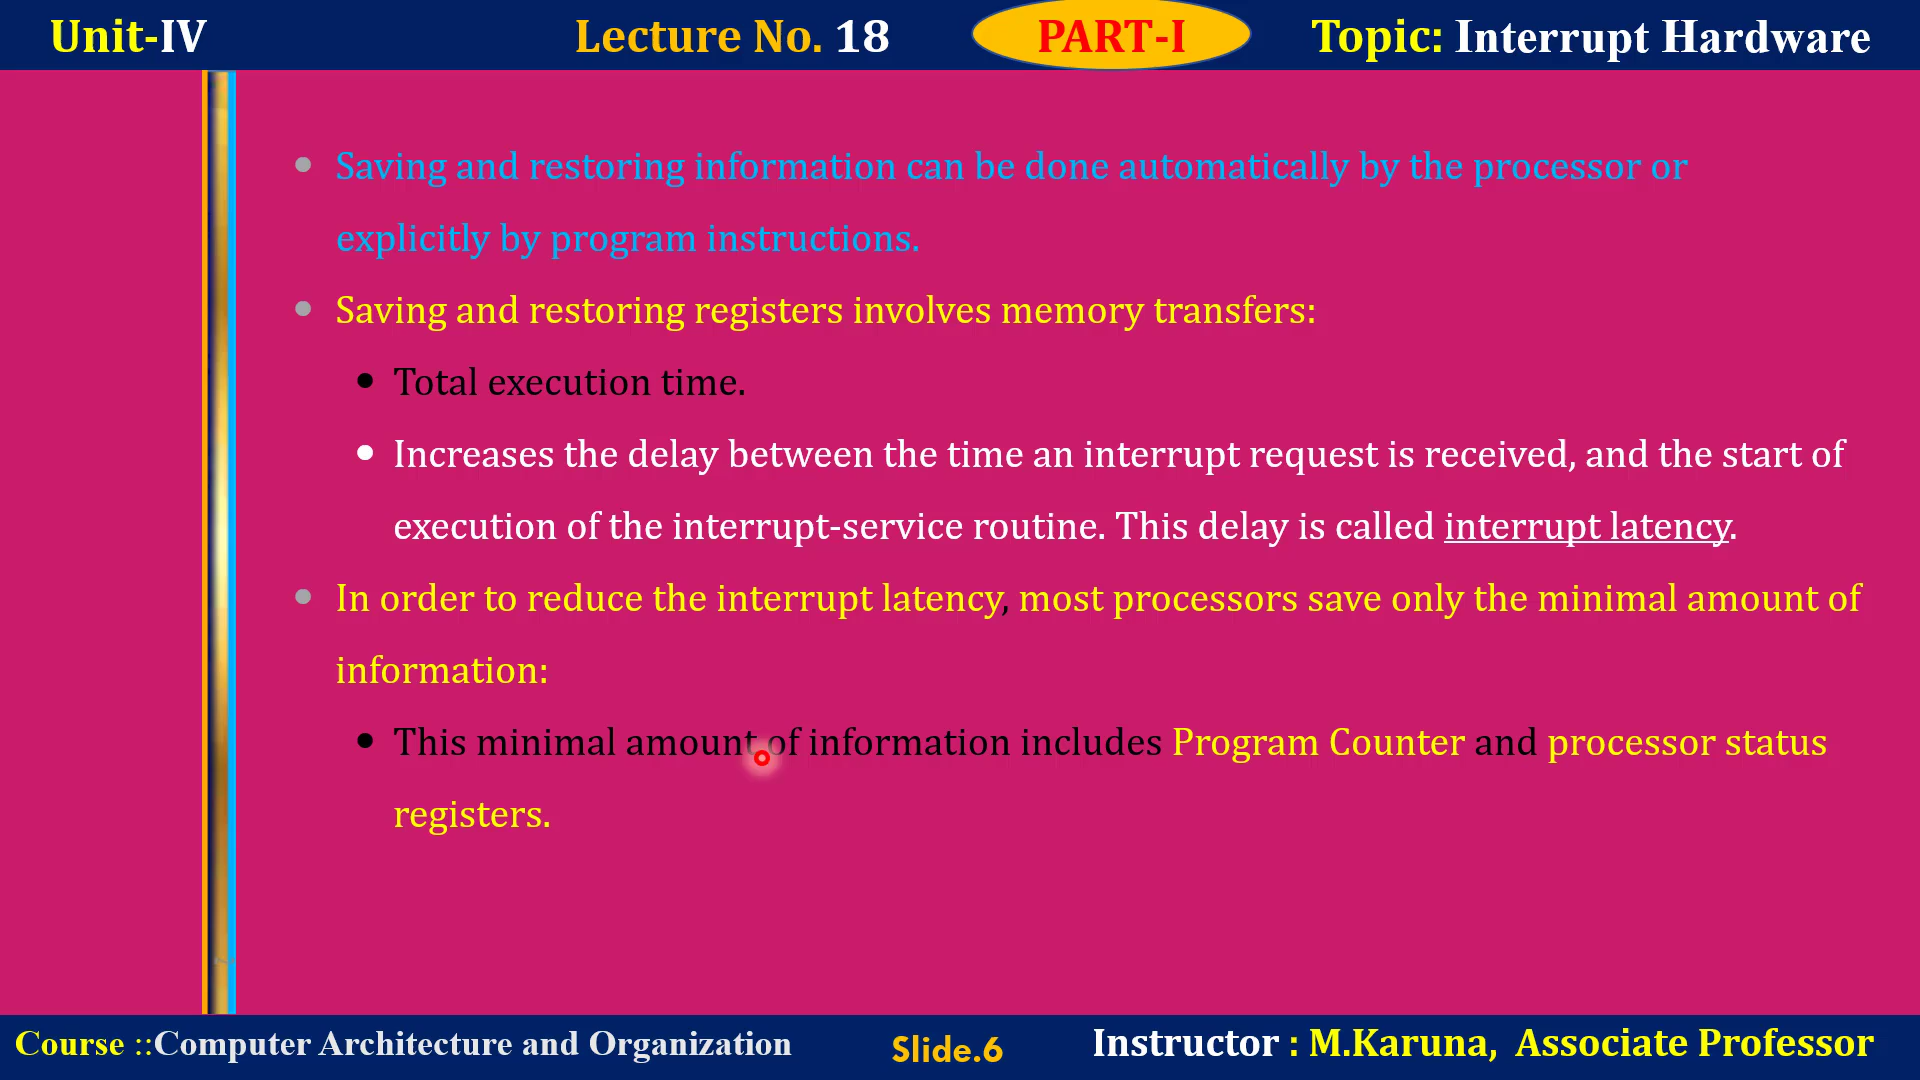 Unit-IV Lecture No. 18 PART-I Topic: Interrupt Hardware
• Saving and restoring information can be done automatically by the processor or
explicitly by program instructions.
• Saving and restoring registers involves memory transfers:
• Total execution time.
• Increases the delay between the time an interrupt request is received, and the start of
execution of the interrupt-service routine. This delay is called interrupt latency.
• In order to reduce the interrupt latency, most processors save only the minimal amount of
information:
• This minimal amount of information includes Program Counter and processor status
registers.
Course ::Computer Architecture and Organization Slide.6 Instructor : M.Karuna, Associate Professor